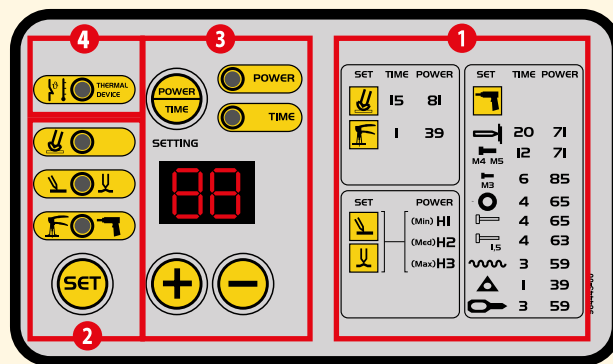 4
3
1
THERMAL
DEVICE
POWER
TIME
POWER
TIME
SETTING
88
SET
2
SET TIME POWER
15 81
1 39
SET POWER
(Min) H1
(Med) H2
(Max) H3
SET TIME POWER
20 71
M4 M5 12 71
M3 6 85
4 65
4 65
1,5 4 63
3 59
1 39
3 59